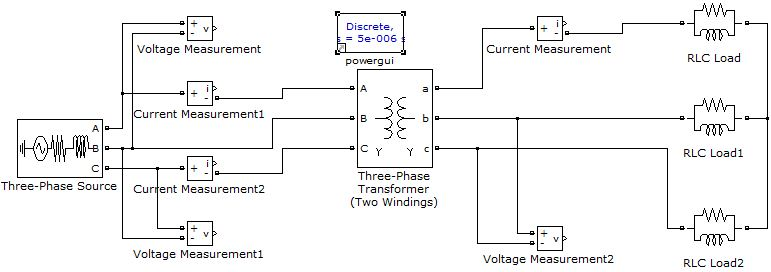 Voltage Measurement
+ v
-
Discrete,
s = 5e-006 s
powergui
Current Measurement
+ i
-
RLC Load
Current Measurement1
+ i
-
A
B
C
A
B
C
Y Y
a
b
c
RLC Load1
Three-Phase Source
Current Measurement2
+ i
-
Three-Phase
Transformer
(Two Windings)
Voltage Measurement1
+ v
-
Voltage Measurement2
+ v
-
RLC Load2